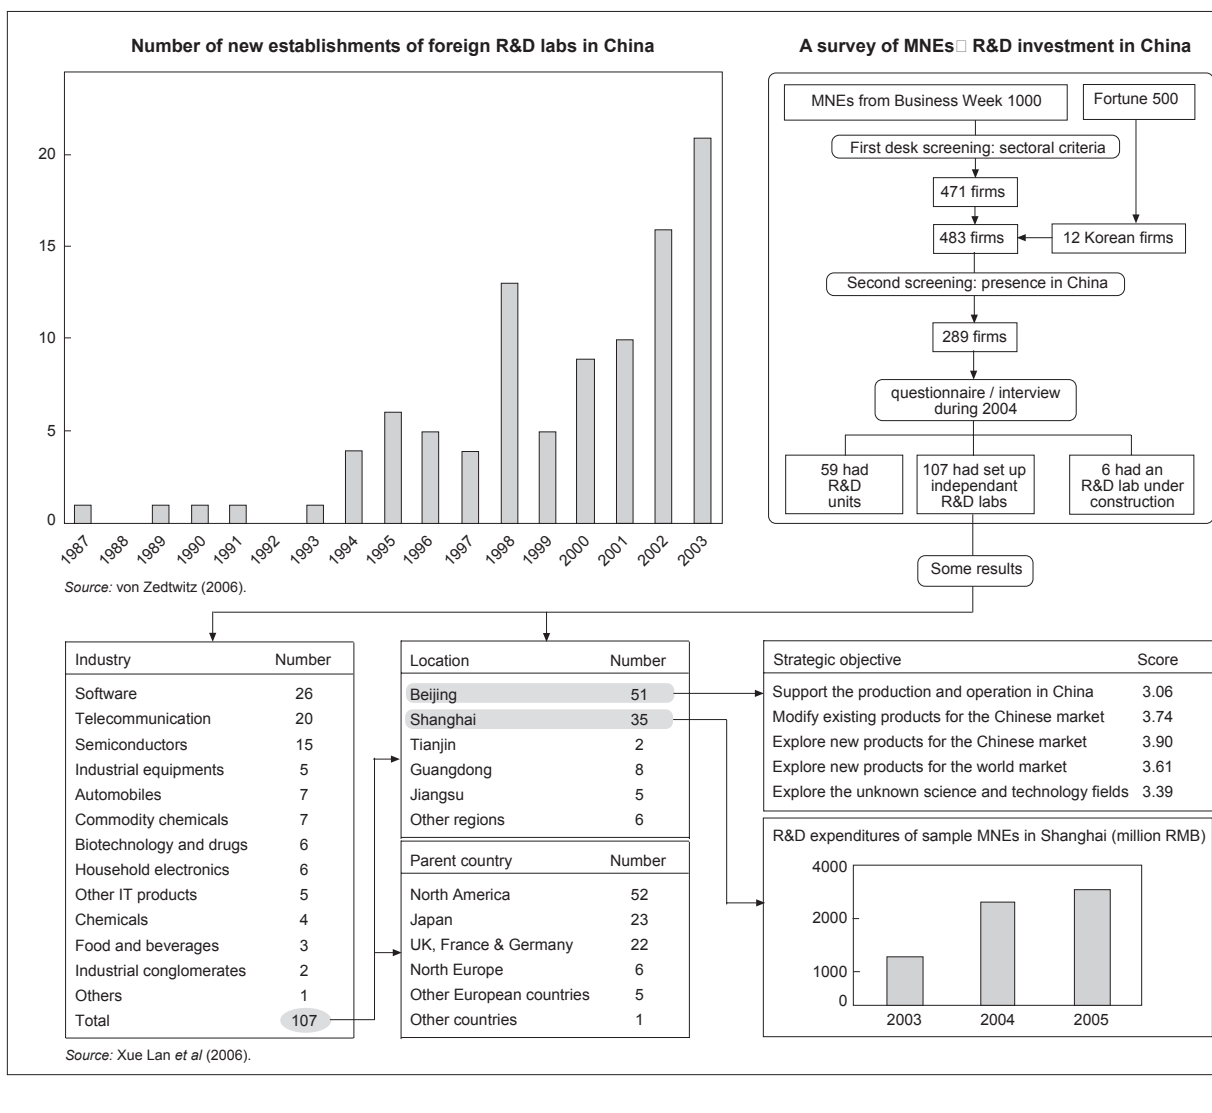 Number of new establishments of foreign R&D labs in China
20
15
10
5
0
1987
1988
1989
1990
1991
1992
1993
1994
1995
1996
1997
1998
1999
2000
2001
2002
2003
Source: von Zedtwitz (2006).
A survey of MNEs□ R&D investment in China
MNEs from Business Week 1000
Fortune 500
First desk screening: sectoral criteria
471 firms
483 firms
12 Korean firms
Second screening: presence in China
289 firms
questionnaire / interview
during 2004
59 had
R&D
units
107 had set up
independant
R&D labs
6 had an
R&D lab under
construction
Some results
Industry Number
Software 26
Telecommunication 20
Semiconductors 15
Industrial equipments 5
Automobiles 7
Commodity chemicals 7
Biotechnology and drugs 6
Household electronics 6
Other IT products 5
Chemicals 4
Food and beverages 3
Industrial conglomerates 2
Others 1
Total 107
Location Number
Beijing 51
Shanghai 35
Tianjin 2
Guangdong 8
Jiangsu 5
Other regions 6
Parent country Number
North America 52
Japan 23
UK, France & Germany 22
North Europe 6
Other European countries 5
Other countries 1
Strategic objective Score
Support the production and operation in China 3.06
Modify existing products for the Chinese market 3.74
Explore new products for the Chinese market 3.90
Explore new products for the world market 3.61
Explore the unknown science and technology fields 3.39
R&D expenditures of sample MNEs in Shanghai (million RMB)
4000
2000
1000
0
2003
2004
2005
Source: Xue Lan et al (2006).